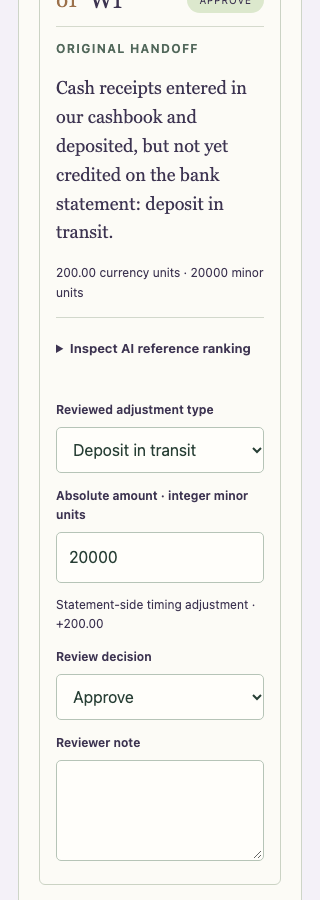 01 W1
APPROVE
ORIGINAL HANDOFF
Cash receipts entered in
our cashbook and
deposited, but not yet
credited on the bank
statement: deposit in
transit.
200.00 currency units · 20000 minor
units
Inspect AI reference ranking
Reviewed adjustment type
Deposit in transit
Absolute amount · integer minor
units
20000
Statement-side timing adjustment ·
+200.00
Review decision
Approve
Reviewer note